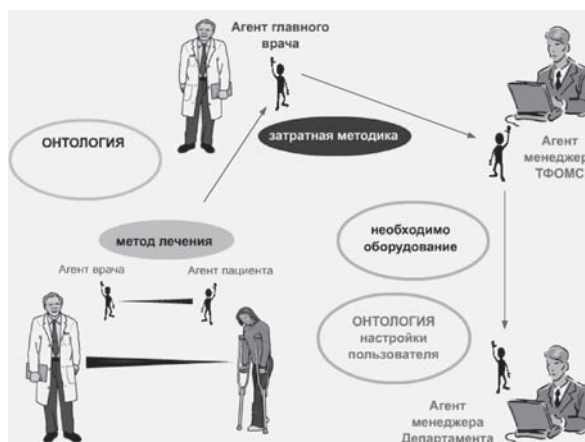 Агент главного
врача
ОНТОЛОГИЯ
затратная методика
Агент
менеджера
ТФОМС
метод лечения
необходимо
оборудование
Агент врача
Агент пациента
ОНТОЛОГИЯ
настройки
пользователя
Агент
менеджера
Департамента